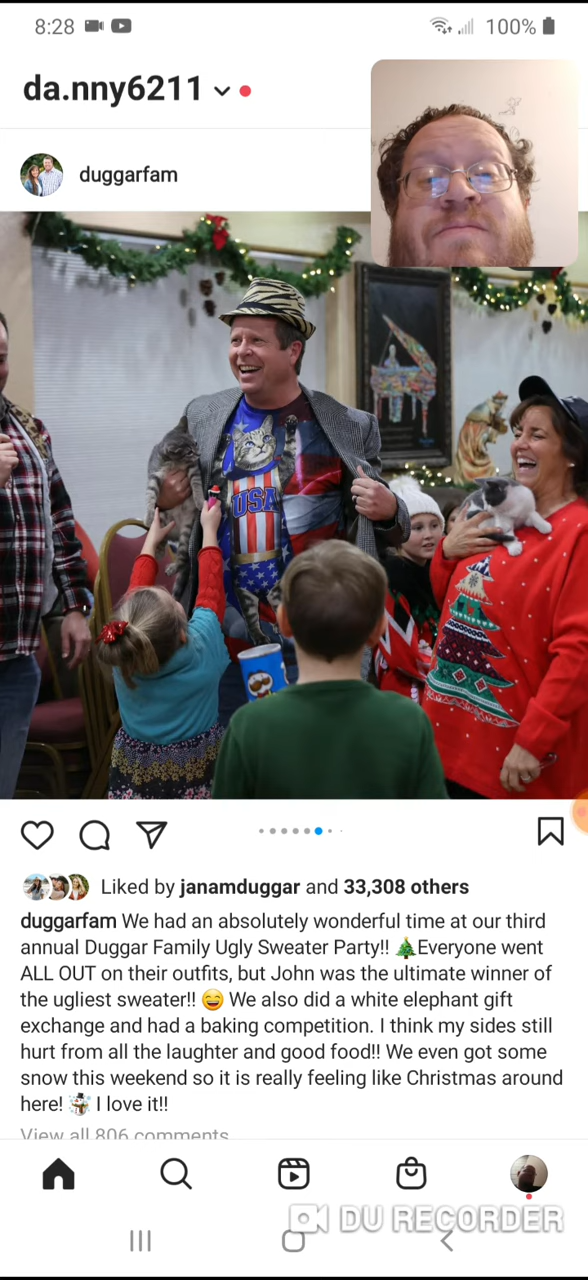 8:28 100%
da.nny6211
duggarfam
USA
Liked by janamduggar and 33,308 others
duggarfam We had an absolutely wonderful time at our third
annual Duggar Family Ugly Sweater Party!! 🎄Everyone went
ALL OUT on their outfits, but John was the ultimate winner of
the ugliest sweater!! 😄 We also did a white elephant gift
exchange and had a baking competition. I think my sides still
hurt from all the laughter and good food!! We even got some
snow this weekend so it is really feeling like Christmas around
here! ☃️ I love it!!
View all 806 comments
DU RECORDER